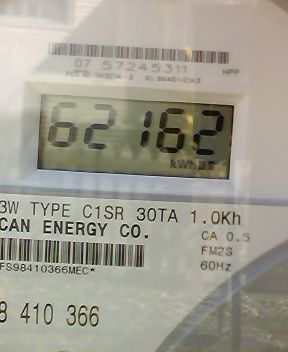 07 57245311
62162
kWh
3W TYPE C1SR 30TA 1.0Kh
CAN ENERGY CO.
CA 0.5
FM2S
60Hz
FS98410366MEC*
8 410 366